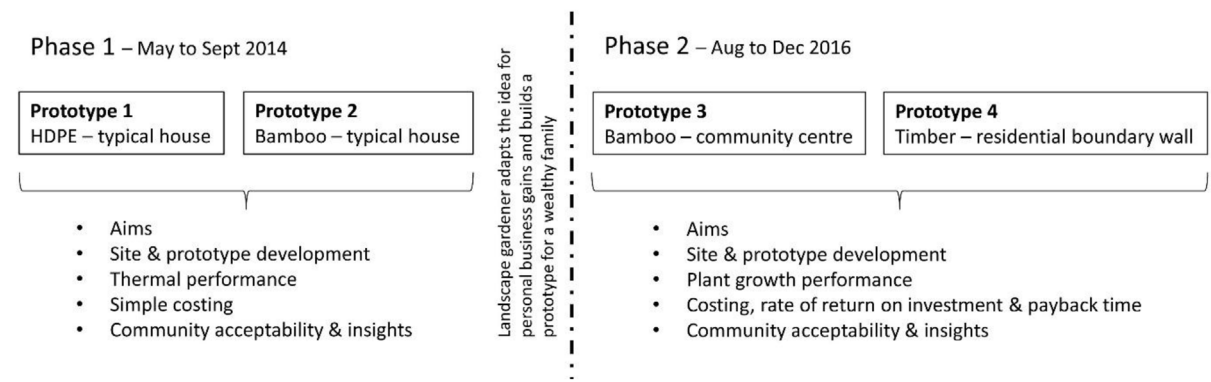 Phase 1 – May to Sept 2014
Prototype 1
HDPE – typical house
Prototype 2
Bamboo – typical house
• Aims
• Site & prototype development
• Thermal performance
• Simple costing
• Community acceptability & insights
Landscape gardener adapts the idea for
personal business gains and builds a
prototype for a wealthy family
Phase 2 – Aug to Dec 2016
Prototype 3
Bamboo – community centre
Prototype 4
Timber – residential boundary wall
• Aims
• Site & prototype development
• Plant growth performance
• Costing, rate of return on investment & payback time
• Community acceptability & insights